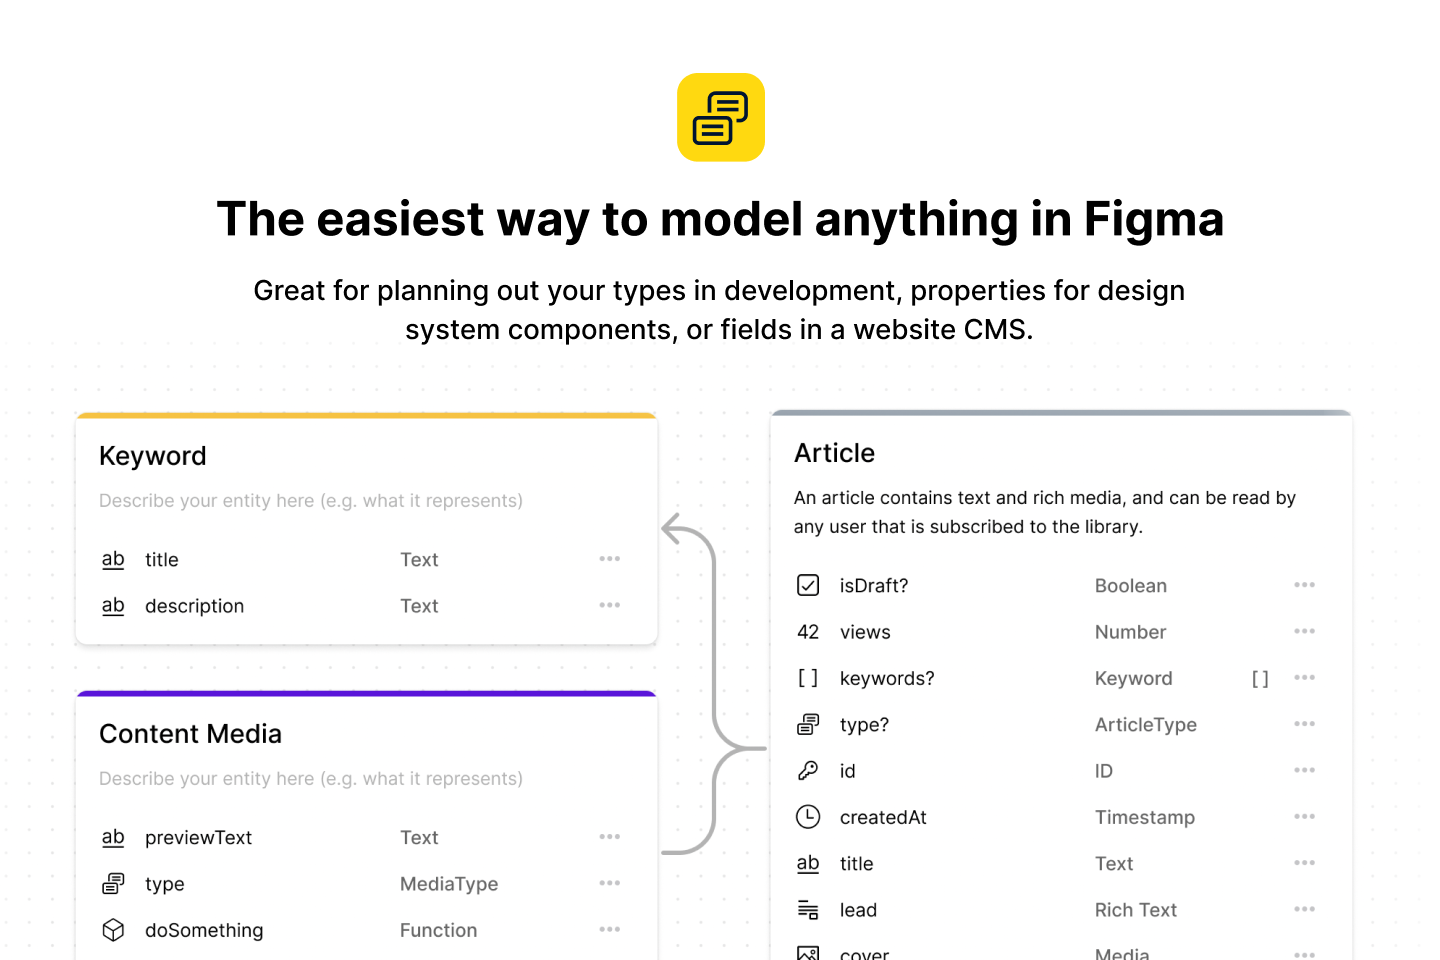 The easiest way to model anything in Figma
Great for planning out your types in development, properties for design
system components, or fields in a website CMS.
Keyword
Describe your entity here (e.g. what it represents)
ab title Text •••
ab description Text •••
Content Media
Describe your entity here (e.g. what it represents)
ab previewText Text •••
type MediaType •••
doSomething Function •••
Article
An article contains text and rich media, and can be read by
any user that is subscribed to the library.
isDraft? Boolean •••
42 views Number •••
[ ] keywords? Keyword [ ] •••
type? ArticleType •••
id ID •••
createdAt Timestamp •••
ab title Text •••
lead Rich Text •••
cover Media •••